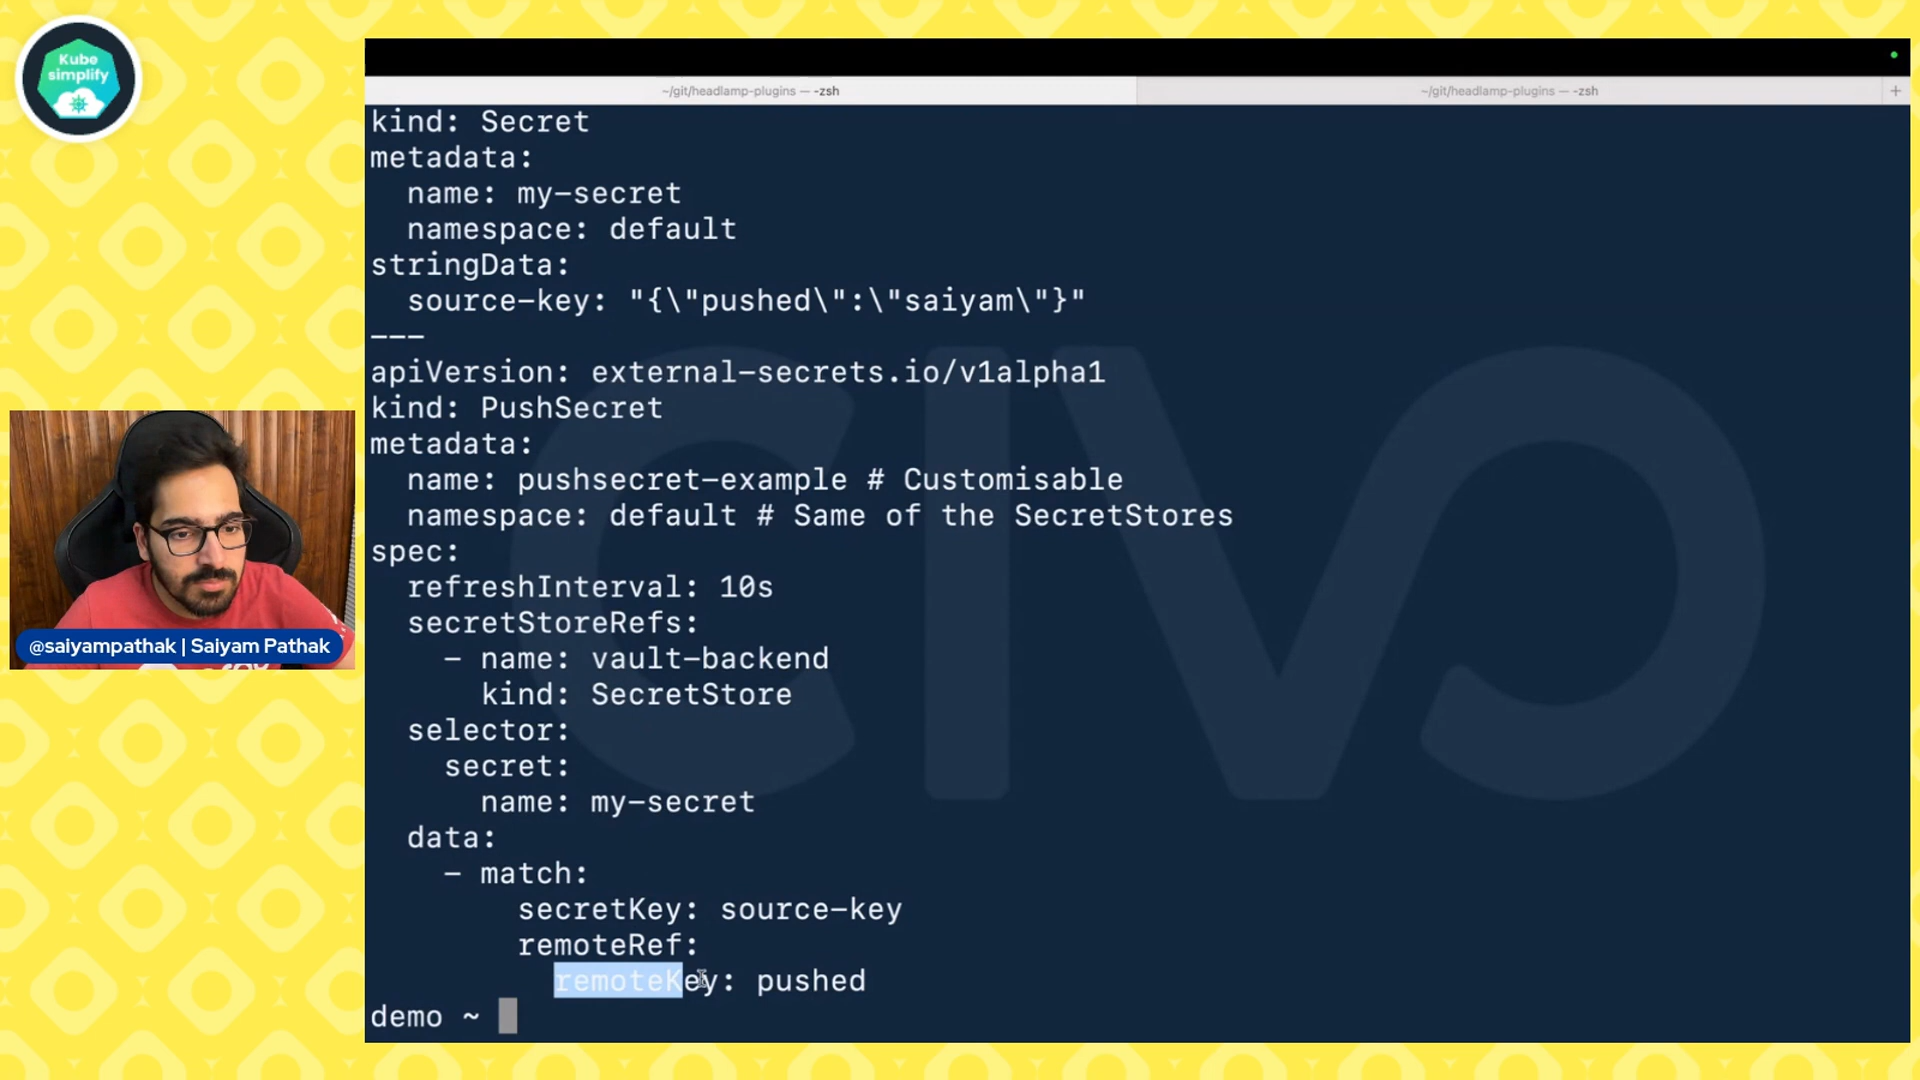 Kube
simplify
~/git/headlamp-plugins — -zsh
~/git/headlamp-plugins — -zsh
+
kind: Secret
metadata:
  name: my-secret
  namespace: default
stringData:
  source-key: "{\"pushed\":\"saiyam\"}"
---
apiVersion: external-secrets.io/v1alpha1
kind: PushSecret
metadata:
  name: pushsecret-example # Customisable
  namespace: default # Same of the SecretStores
spec:
  refreshInterval: 10s
  secretStoreRefs:
    - name: vault-backend
      kind: SecretStore
  selector:
    secret:
      name: my-secret
  data:
    - match:
        secretKey: source-key
        remoteRef:
          remoteKey: pushed
demo ~
CIVO
@saiyampathak | Saiyam Pathak